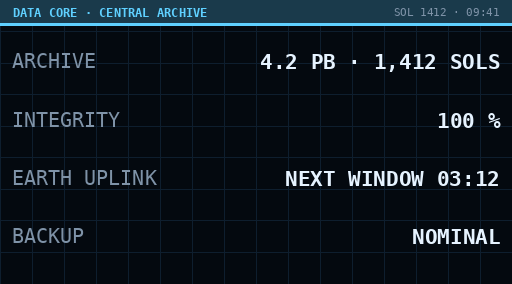 DATA CORE · CENTRAL ARCHIVE SOL 1412 · 09:41
ARCHIVE 4.2 PB · 1,412 SOLS
INTEGRITY 100 %
EARTH UPLINK NEXT WINDOW 03:12
BACKUP NOMINAL